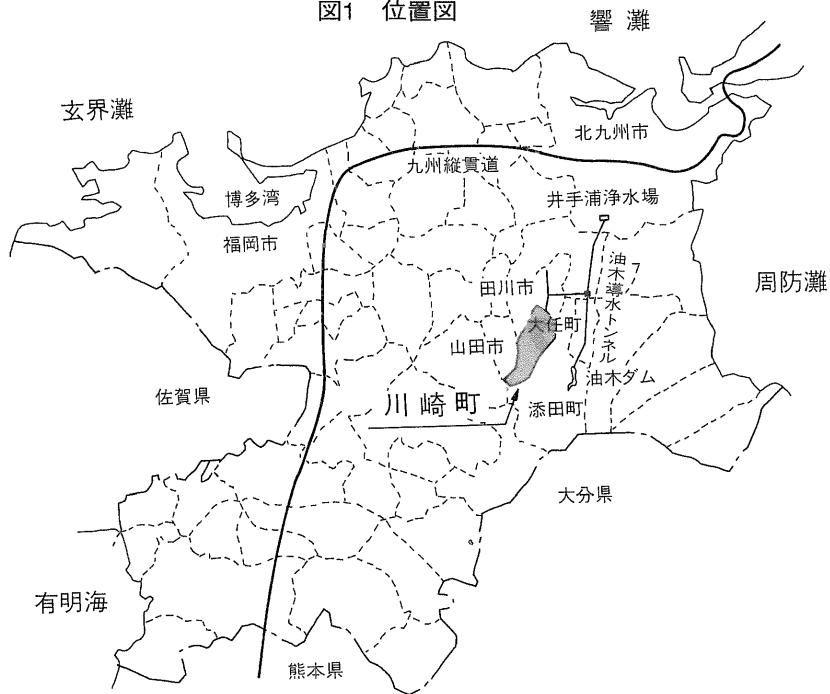 図1 位置図
響灘
玄界灘
北九州市
九州縦貫道
博多湾
井手浦浄水場
福岡市
油木導水トンネル
周防灘
田川市
大任町
山田市
油木ダム
佐賀県
川崎町
添田町
大分県
有明海
熊本県